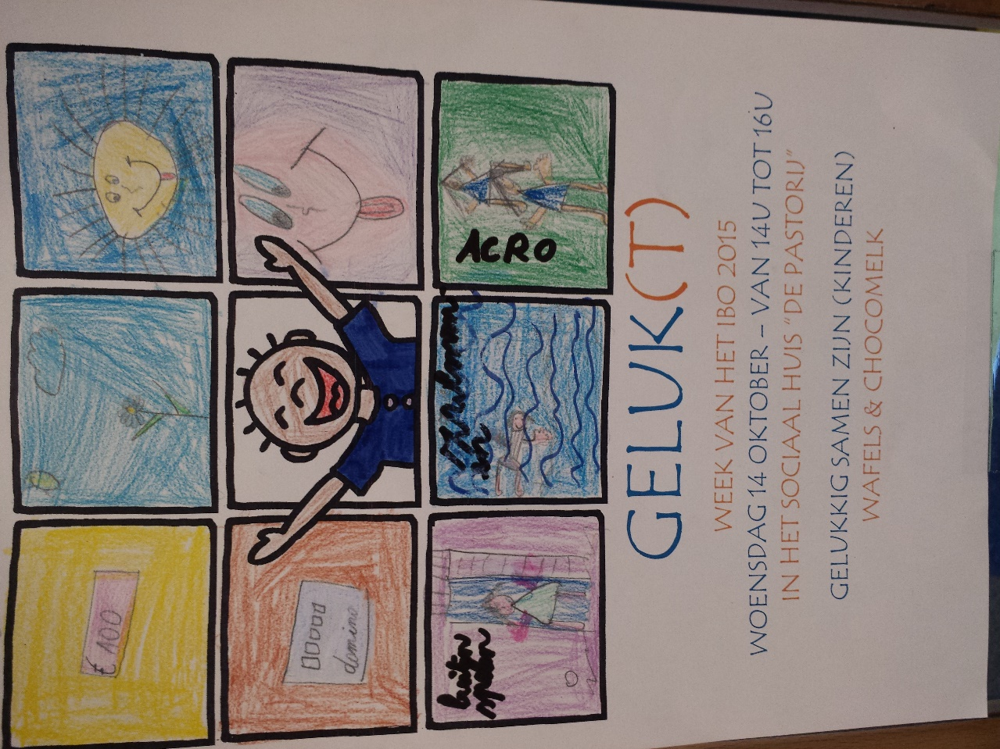 € 100
domino
buiten
spelen
ACRO
GELUK(T)
WEEK VAN HET IBO 2015
WOENSDAG 14 OKTOBER – VAN 14U TOT 16U
IN HET SOCIAAL HUIS "DE PASTORIJ"
GELUKKIG SAMEN ZIJN (KINDEREN)
WAFELS & CHOCOMELK